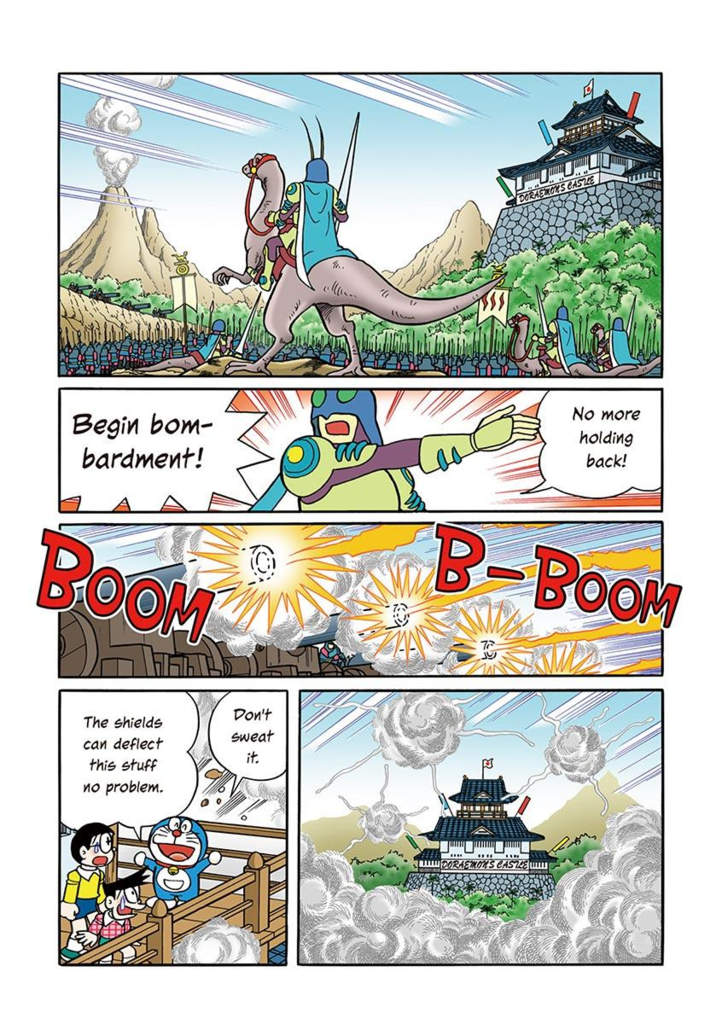 DORAEMON'S CASTLE
Begin bom-
bardment!
No more
holding
back!
BOOM
B-BOOM
The shields
can deflect
this stuff
no problem.
Don't
sweat
it.
DORAEMON'S CASTLE